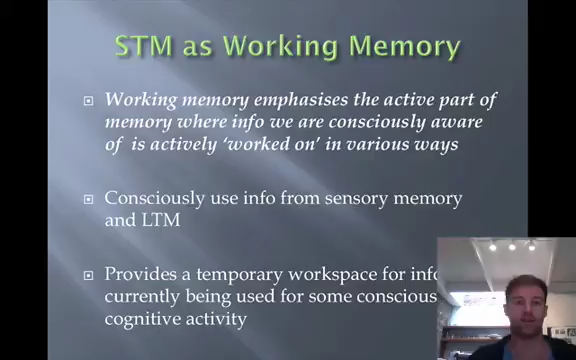 STM as Working Memory
Working memory emphasises the active part of
memory where info we are consciously aware
of is actively ‘worked on’ in various ways
Consciously use info from sensory memory
and LTM
Provides a temporary workspace for info
currently being used for some conscious
cognitive activity